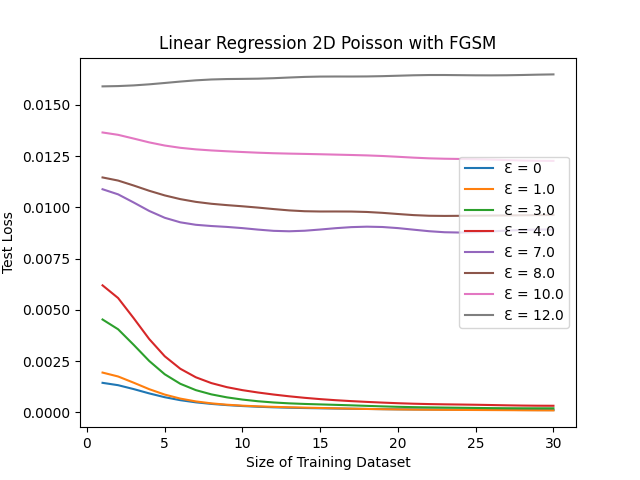 Linear Regression 2D Poisson with FGSM
Test Loss
0.0150
0.0125
0.0100
0.0075
0.0050
0.0025
0.0000
ε = 0
ε = 1.0
ε = 3.0
ε = 4.0
ε = 7.0
ε = 8.0
ε = 10.0
ε = 12.0
0 5 10 15 20 25 30
Size of Training Dataset